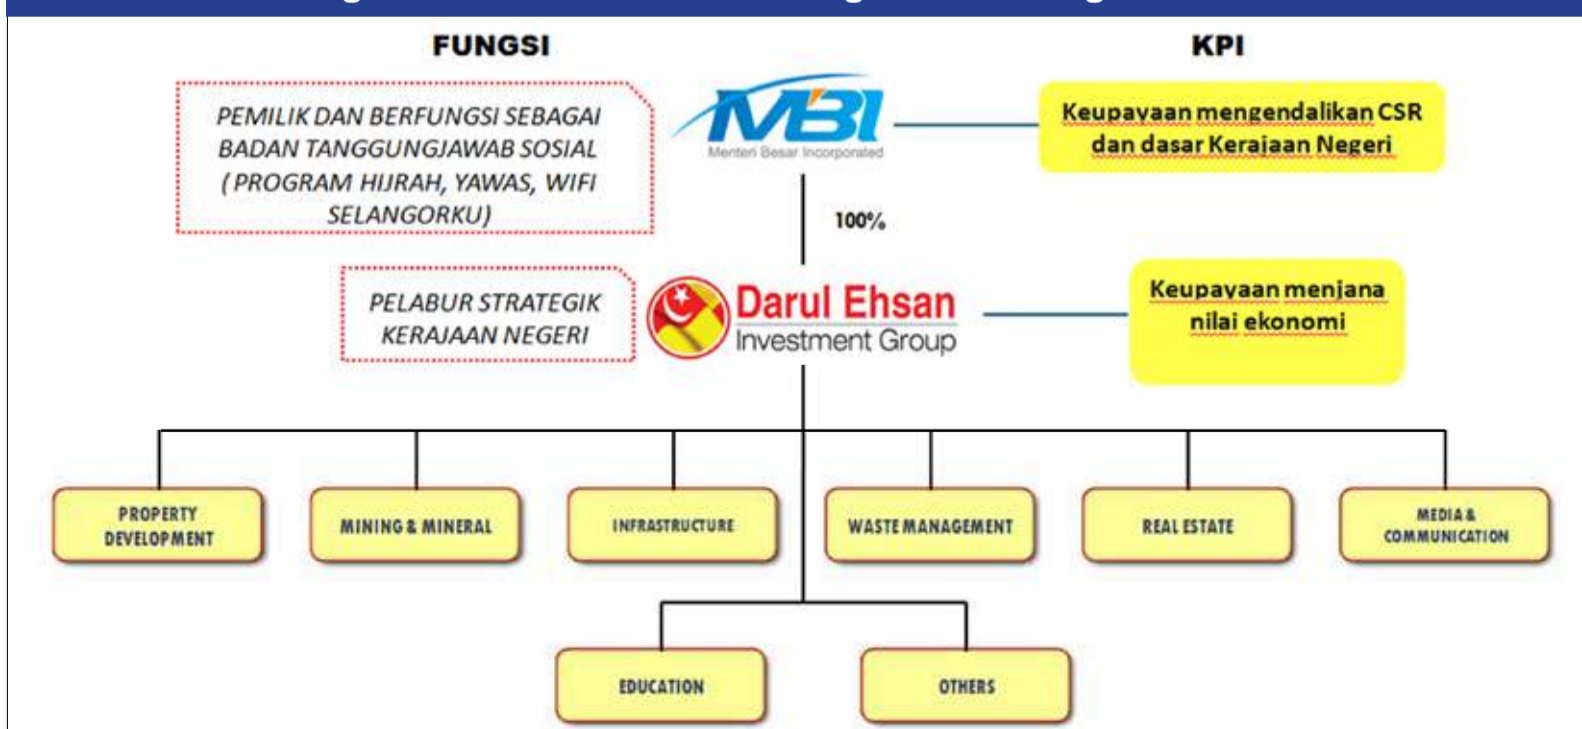 FUNGSI
KPI
PEMILIK DAN BERFUNGSI SEBAGAI
BADAN TANGGUNGJAWAB SOSIAL
( PROGRAM HIJRAH, YAWAS, WIFI
SELANGORKU)
MBI
Menteri Besar Incorporated
Keupayaan mengendalikan CSR
dan dasar Kerajaan Negeri
100%
PELABUR STRATEGIK
KERAJAAN NEGERI
Darul Ehsan
Investment Group
Keupayaan menjana
nilai ekonomi
PROPERTY
DEVELOPMENT
MINING & MINERAL
INFRASTRUCTURE
WASTE MANAGEMENT
REAL ESTATE
MEDIA &
COMMUNICATION
EDUCATION
OTHERS